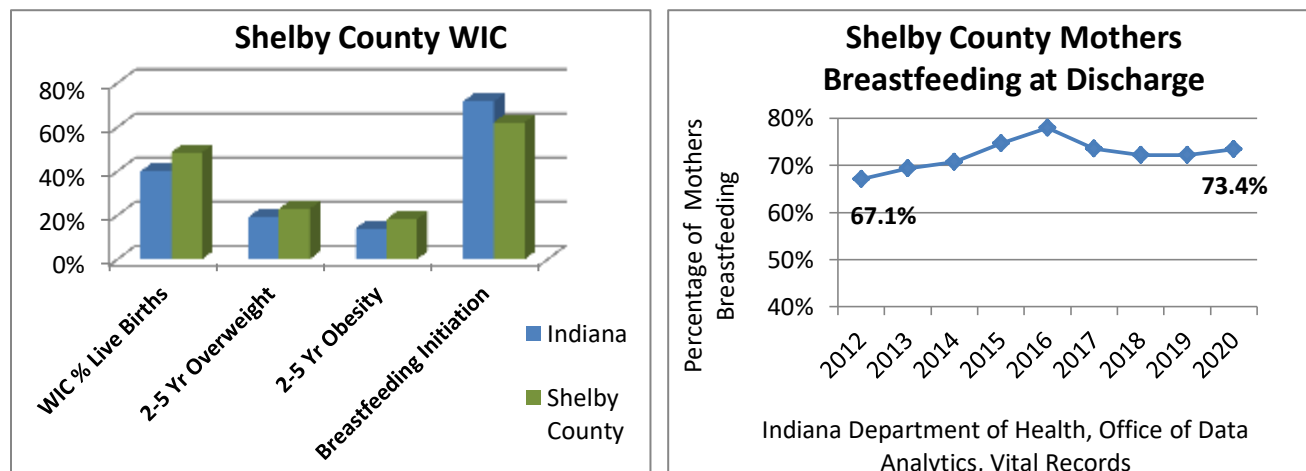 Shelby County WIC
80%
60%
40%
20%
0%
WIC % Live Births
2-5 Yr Overweight
2-5 Yr Obesity
Breastfeeding Initiation
Indiana
Shelby
County
Shelby County Mothers
Breastfeeding at Discharge
Percentage of Mothers
Breastfeeding
80%
70%
60%
50%
40%
67.1%
73.4%
2012
2013
2014
2015
2016
2017
2018
2019
2020
Indiana Department of Health, Office of Data
Analytics, Vital Records